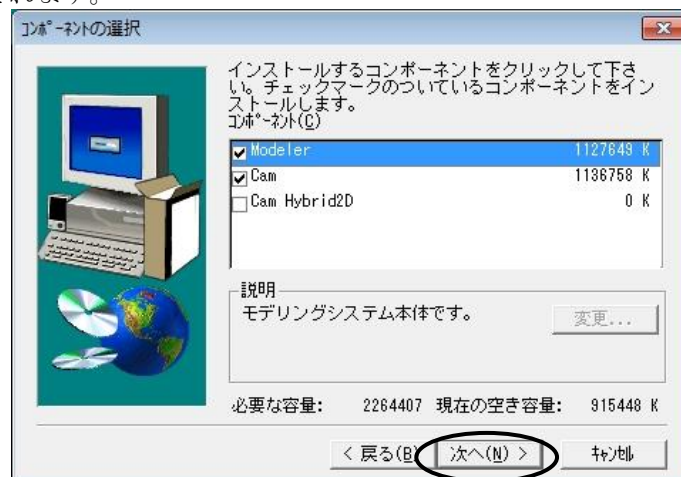 れます。
コンポーネントの選択
インストールするコンポーネントをクリックして下さ
い。チェックマークのついているコンポーネントをイン
ストールします。
コンポーネント(C)
Modeler 1127649 K
Cam 1136758 K
Cam Hybrid2D 0 K
説明
モデリングシステム本体です。
変更...
必要な容量: 2264407 現在の空き容量: 915448 K
< 戻る(B) 次へ(N) > キャンセル